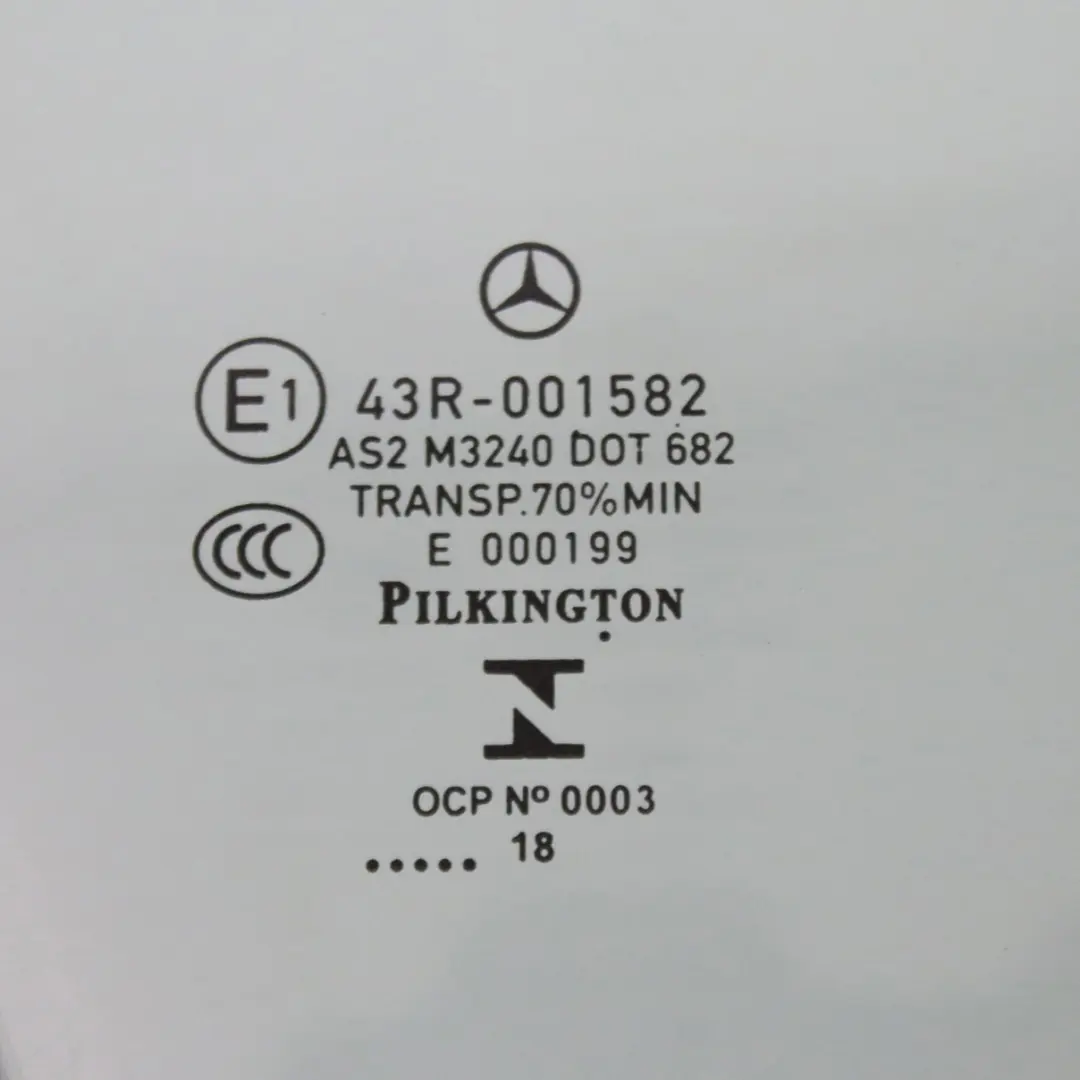 E1 43R-001582
AS2 M3240 DOT 682
TRANSP.70%MIN
CCC E 000199
PILKINGTON
OCP Nº 0003
..... 18